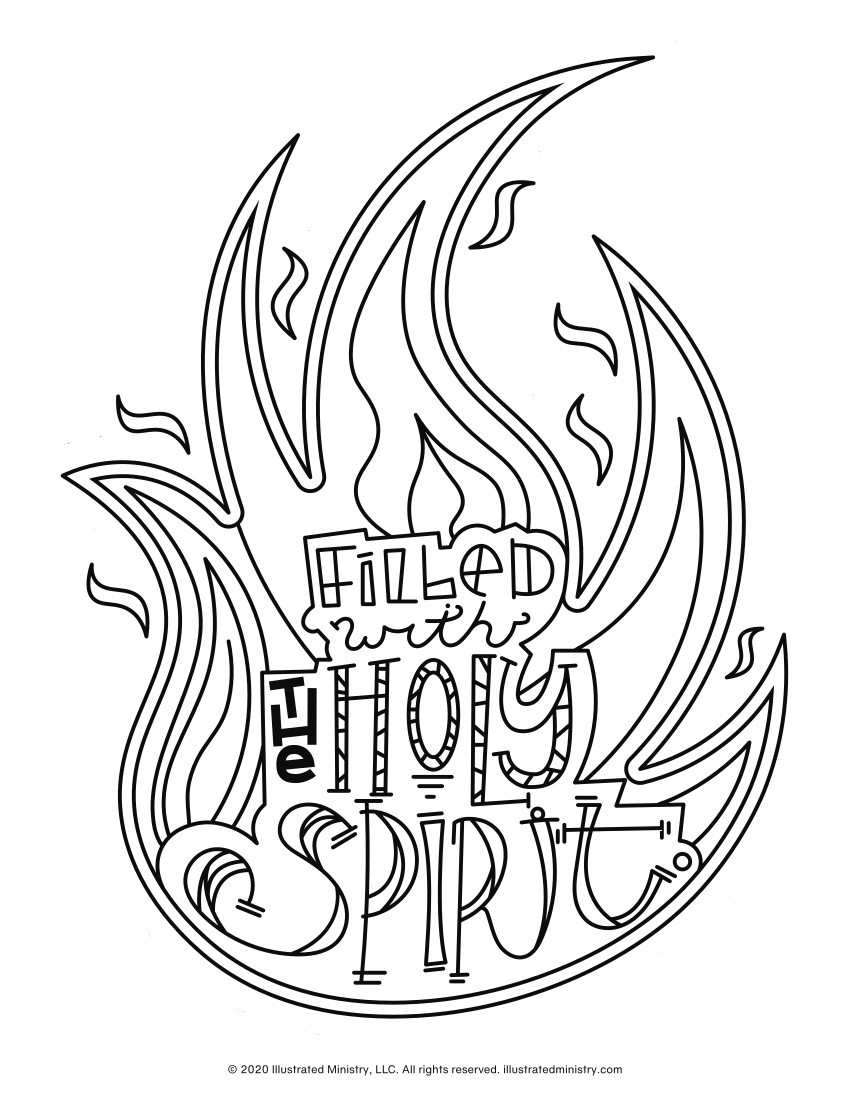 FiLLeD
with
THe
HOLy
SPiRit.
© 2020 Illustrated Ministry, LLC. All rights reserved. illustratedministry.com